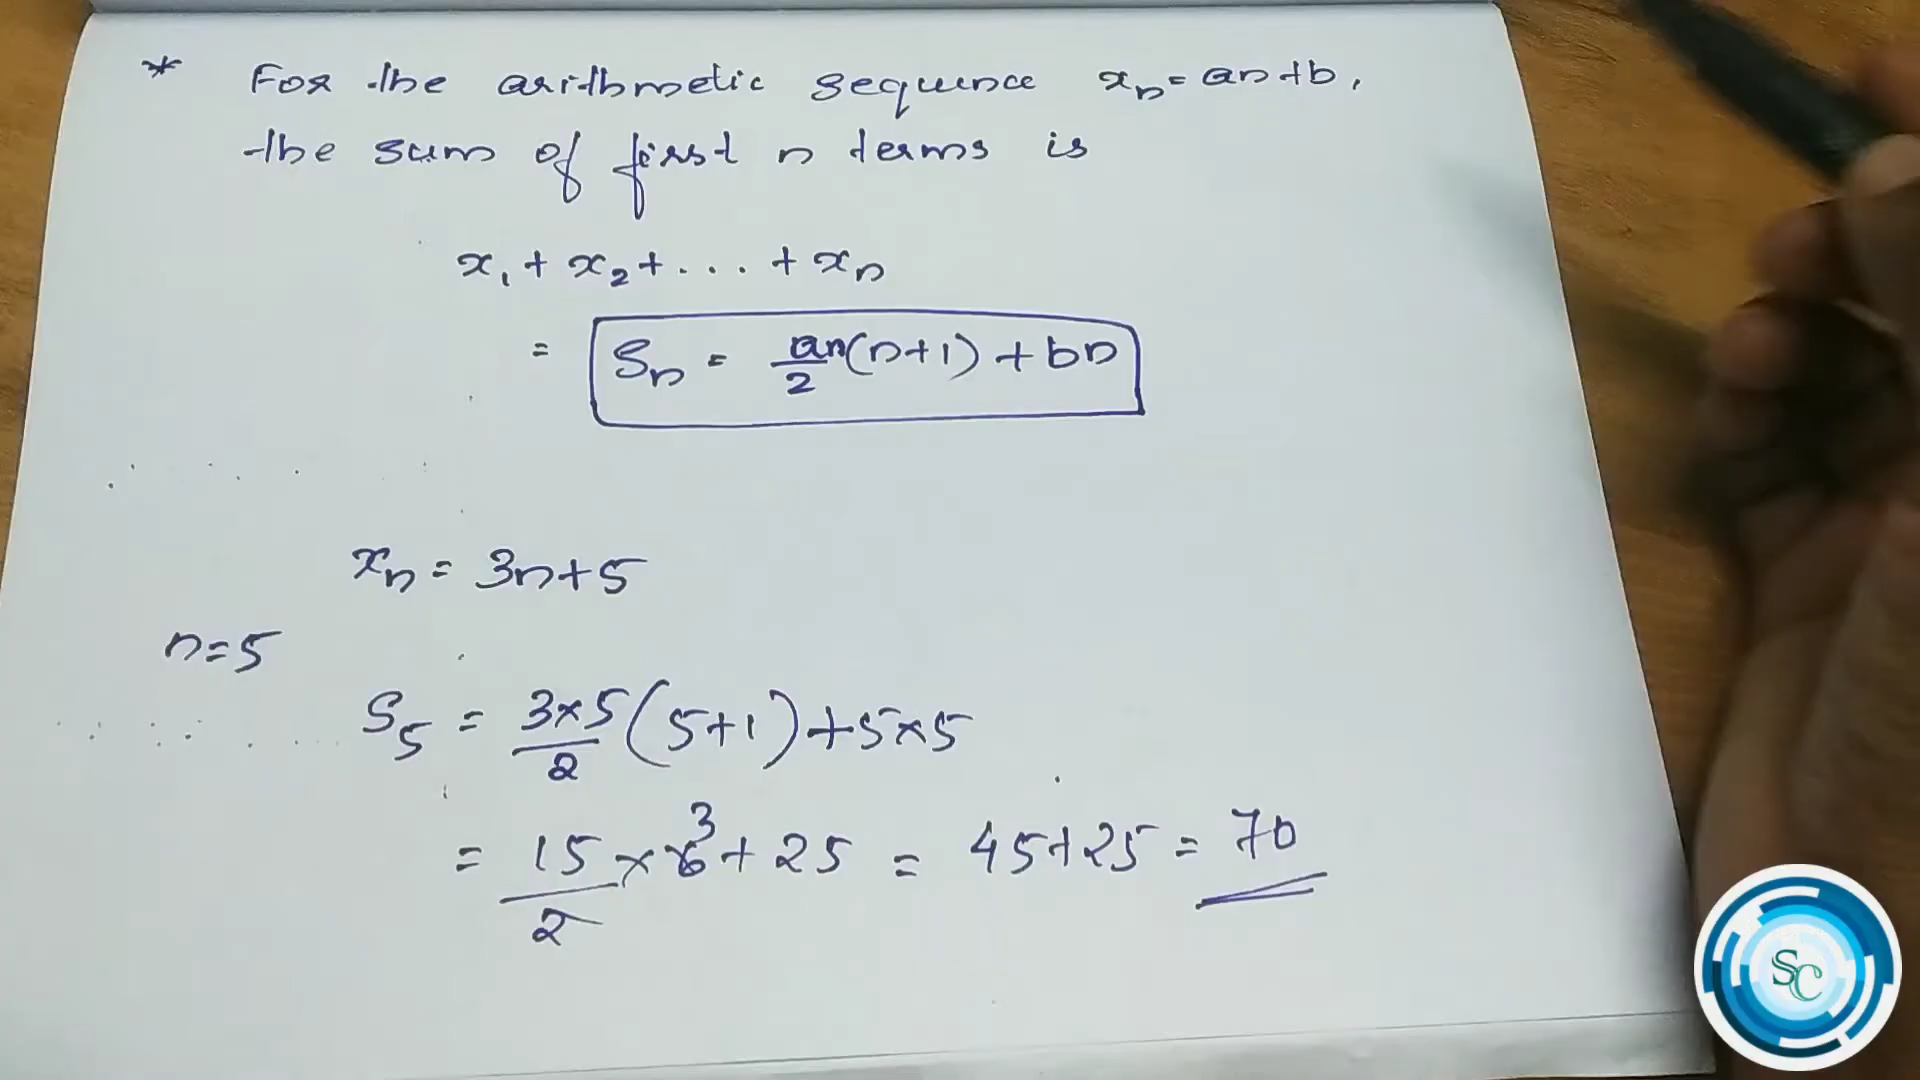 * For the arithmetic sequence xₙ = an+b,
the sum of first n terms is
x₁ + x₂ + . . . + xₙ
= Sₙ = an/2 (n+1) + bn
xₙ = 3n+5
n=5
S₅ = 3×5/2 (5+1) + 5×5
= 15/2 × 6 3 + 25 = 45+25 = 70
SC